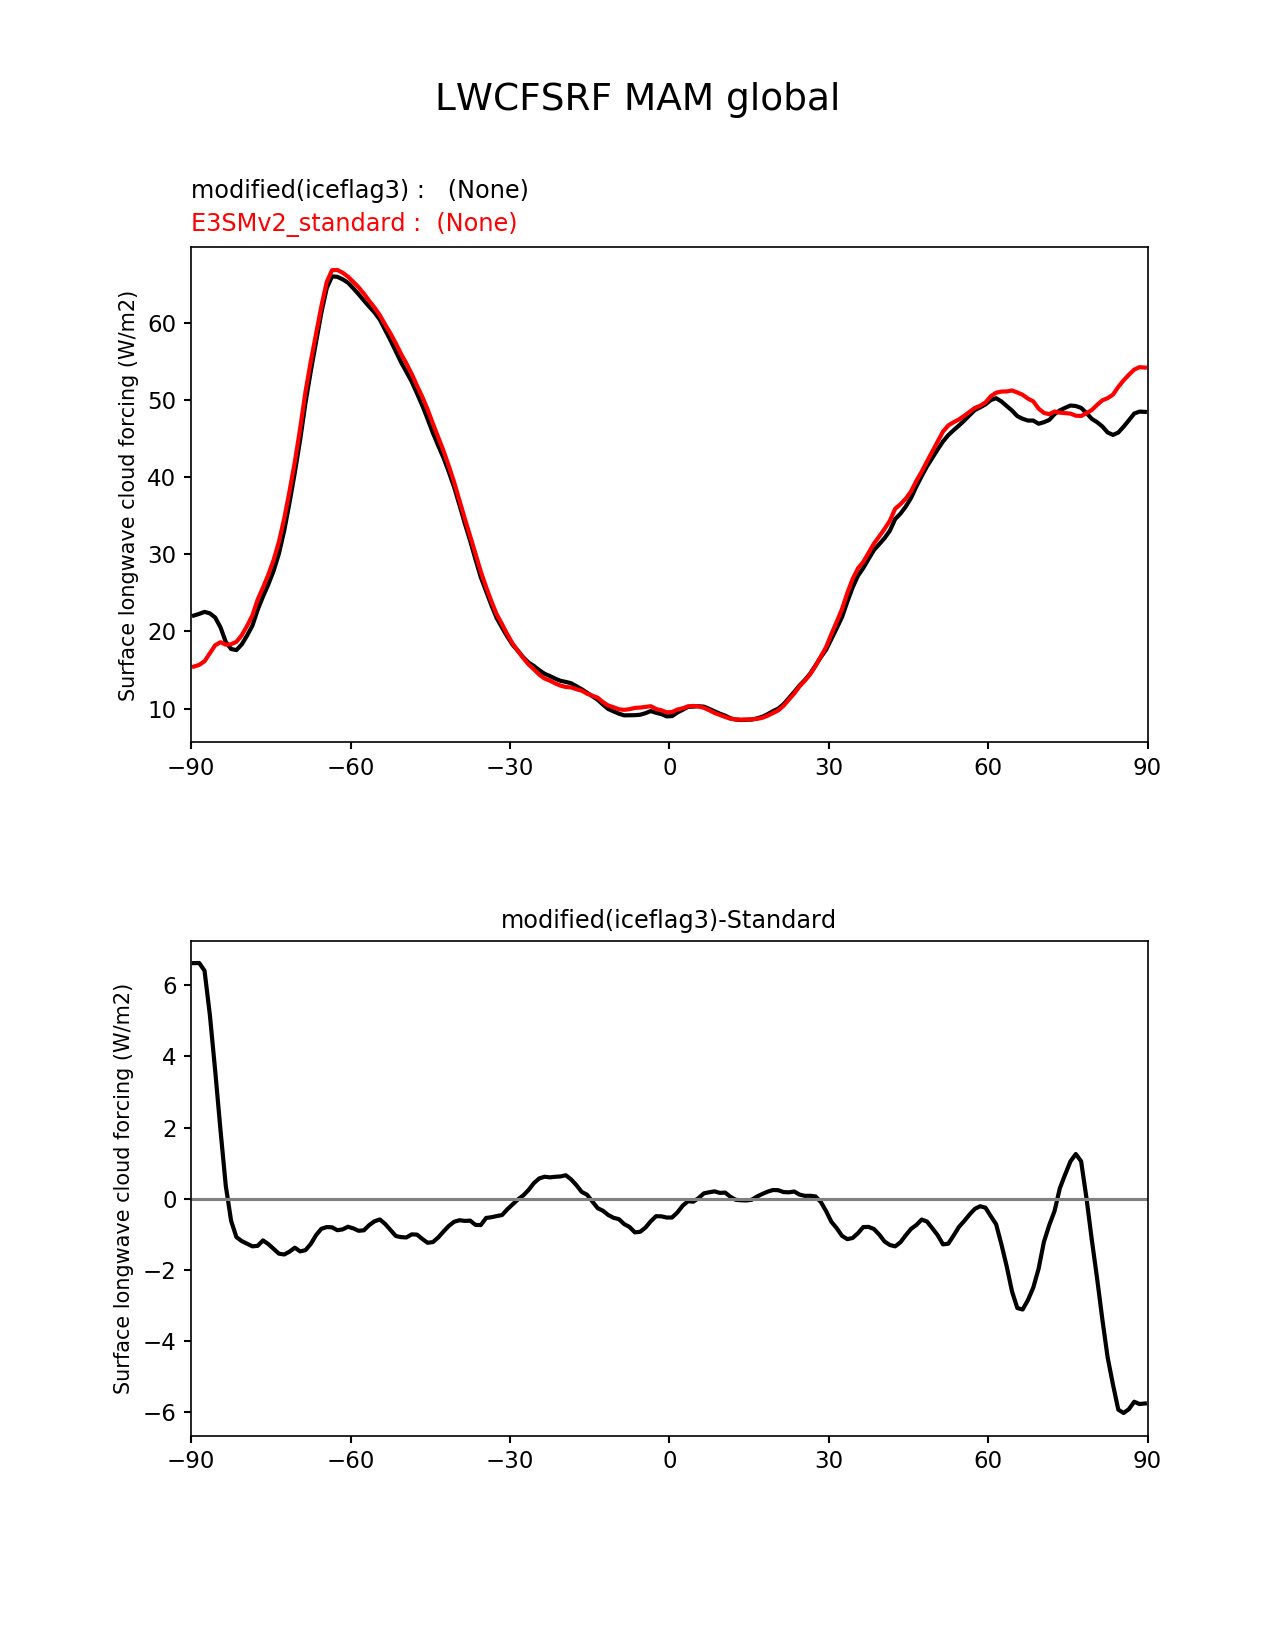 LWCFSRF MAM global
modified(iceflag3) :   (None)
E3SMv2_standard :  (None)
Surface longwave cloud forcing (W/m2)
60
50
40
30
20
10
−90 −60 −30 0 30 60 90
modified(iceflag3)-Standard
Surface longwave cloud forcing (W/m2)
6
4
2
0
−2
−4
−6
−90 −60 −30 0 30 60 90